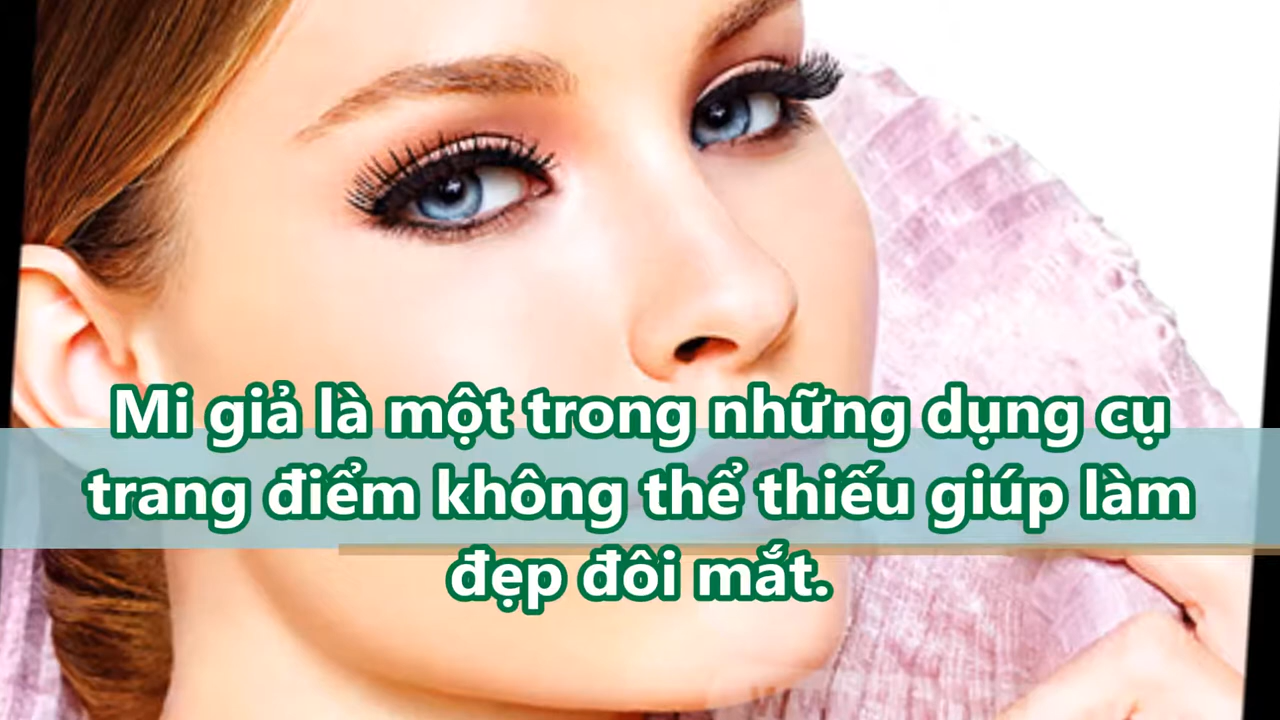 Mi giả là một trong những dụng cụ
trang điểm không thể thiếu giúp làm
đẹp đôi mắt.